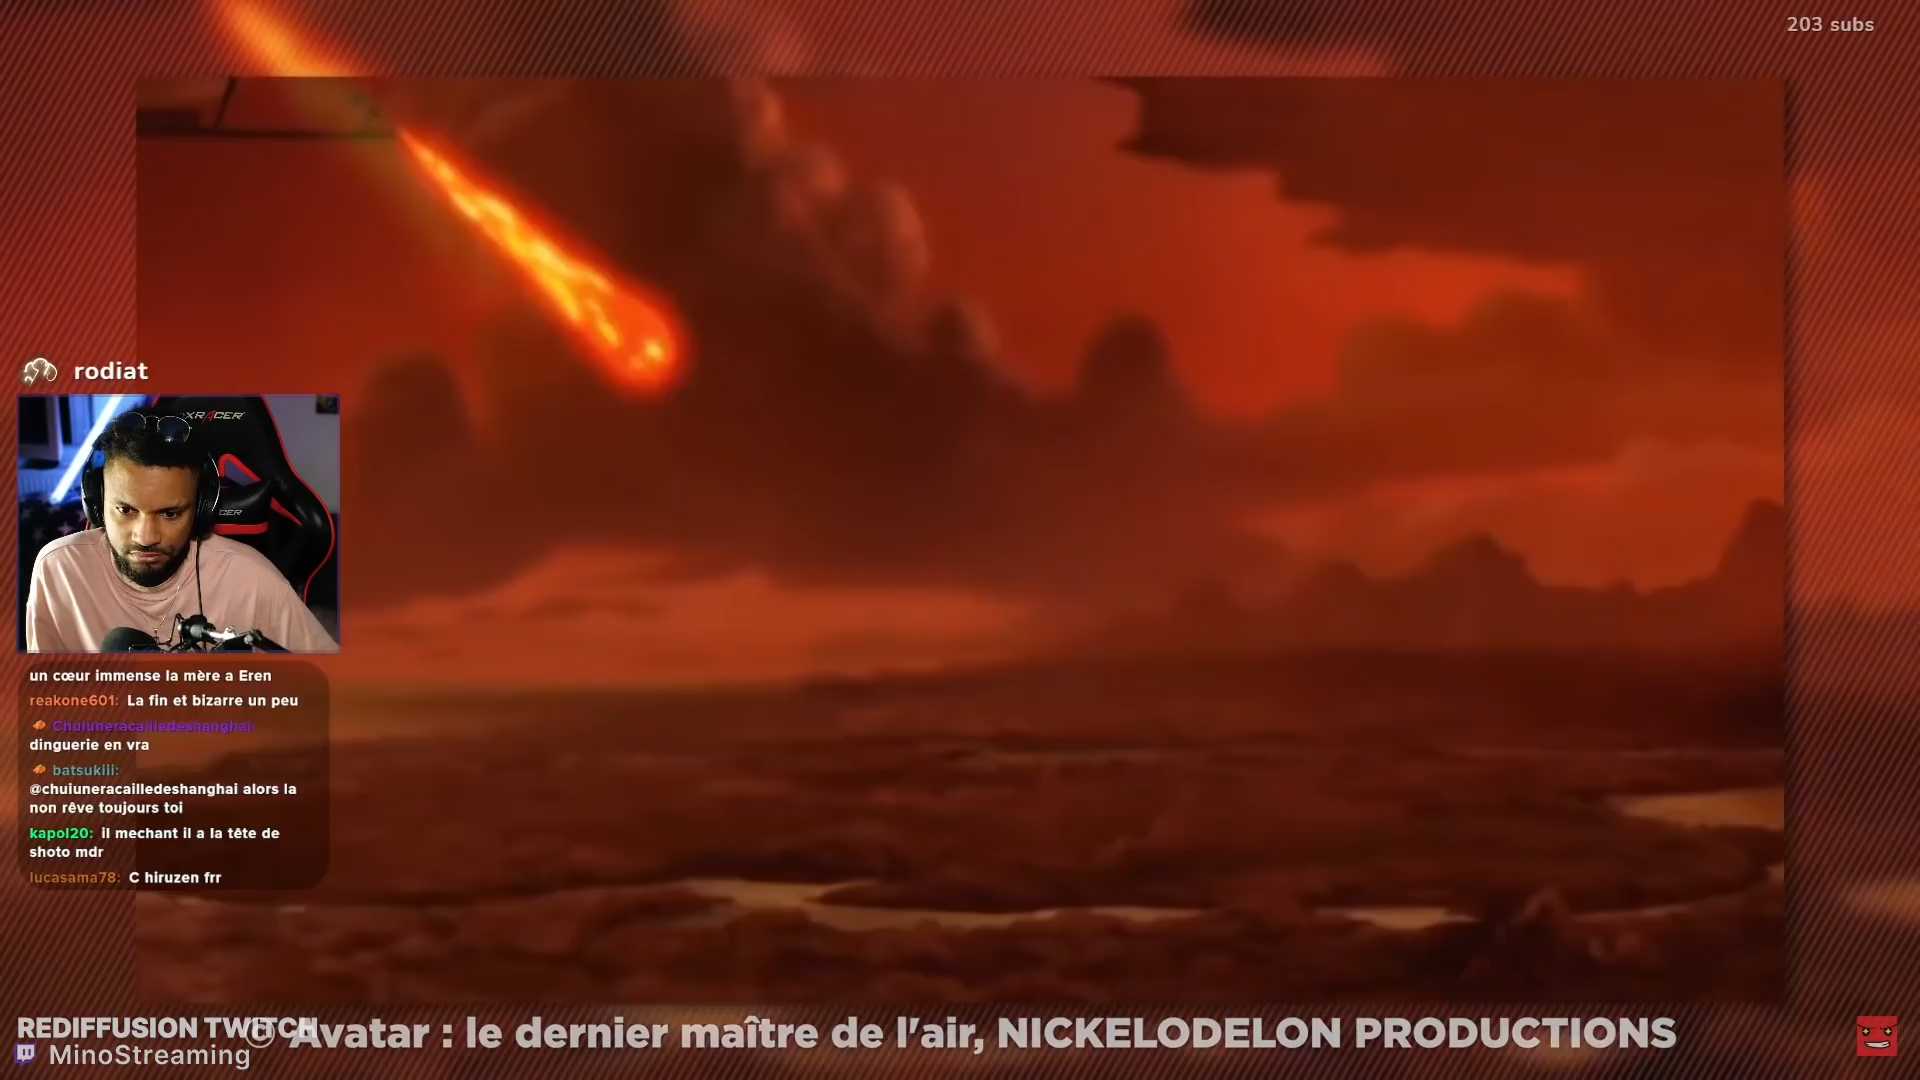 203 subs
rodiat
XRACER
CER
un cœur immense la mère a Eren
reakone601: La fin et bizarre un peu
Chuiuneracailledeshanghai:
dinguerie en vra
batsukiii:
@chuiuneracailledeshanghai alors la
non rêve toujours toi
kapol20: il mechant il a la tête de
shoto mdr
lucasama78: C hiruzen frr
REDIFFUSION TWITCH
MinoStreaming
© Avatar : le dernier maître de l'air, NICKELODELON PRODUCTIONS